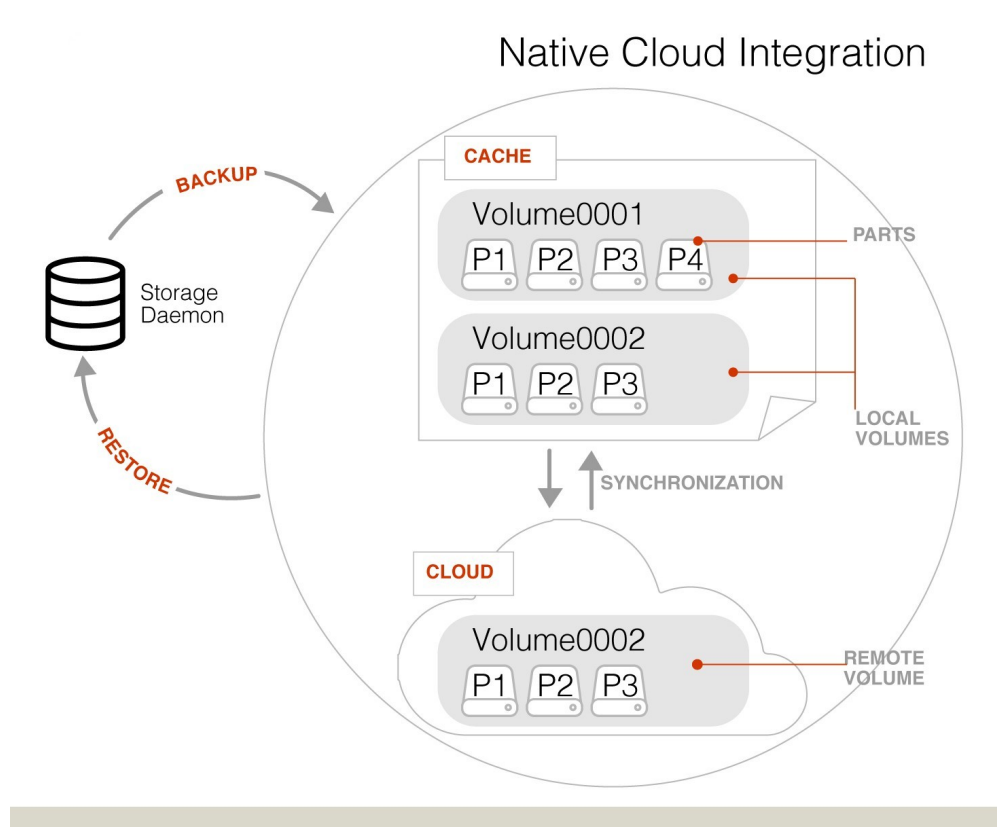 Native Cloud Integration
CACHE
BACKUP
Volume0001
P1 P2 P3 P4
PARTS
Storage
Daemon
Volume0002
P1 P2 P3
LOCAL
VOLUMES
RESTORE
SYNCHRONIZATION
CLOUD
Volume0002
P1 P2 P3
REMOTE
VOLUME